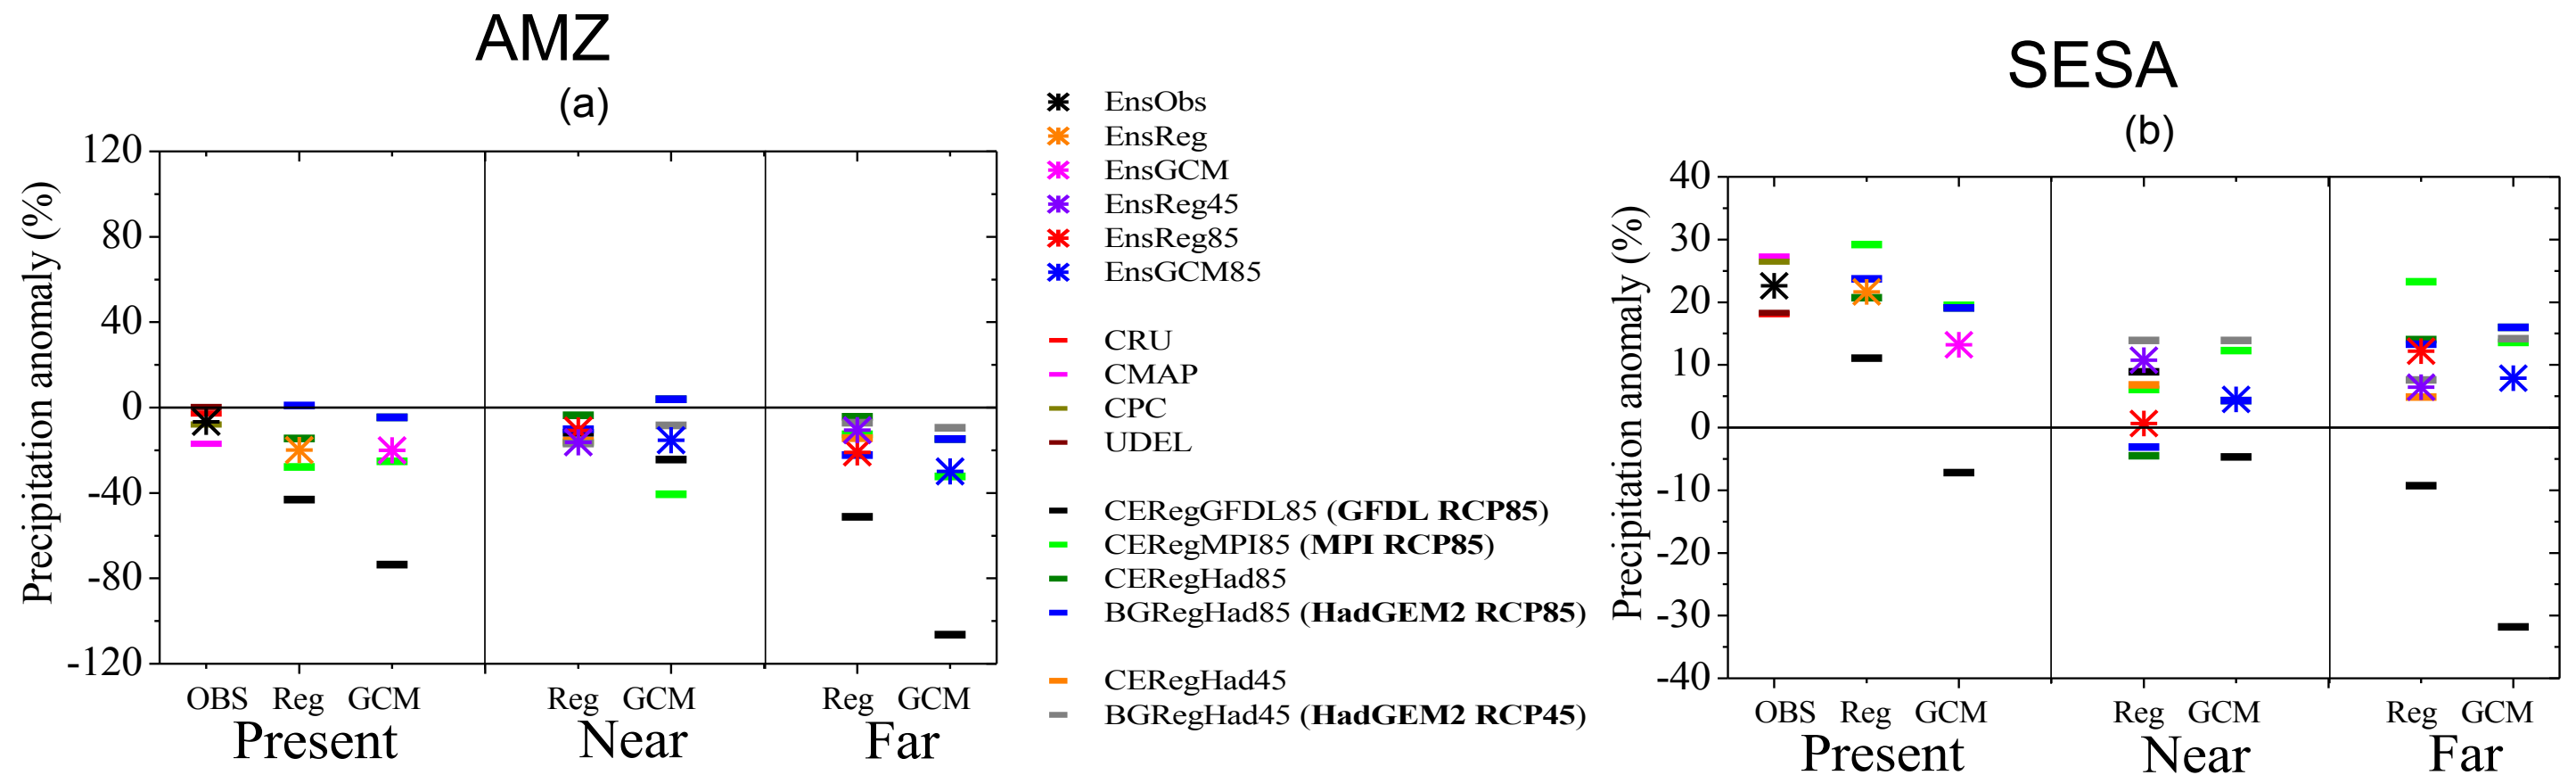 AMZ
(a)
Precipitation anomaly (%)
120
80
40
0
-40
-80
-120
OBS Reg GCM Reg GCM Reg GCM
Present Near Far
EnsObs
EnsReg
EnsGCM
EnsReg45
EnsReg85
EnsGCM85
CRU
CMAP
CPC
UDEL
CERegGFDL85 (GFDL RCP85)
CERegMPI85 (MPI RCP85)
CERegHad85
BGRegHad85 (HadGEM2 RCP85)
CERegHad45
BGRegHad45 (HadGEM2 RCP45)
SESA
(b)
Precipitation anomaly (%)
40
30
20
10
0
-10
-20
-30
-40
OBS Reg GCM Reg GCM Reg GCM
Present Near Far